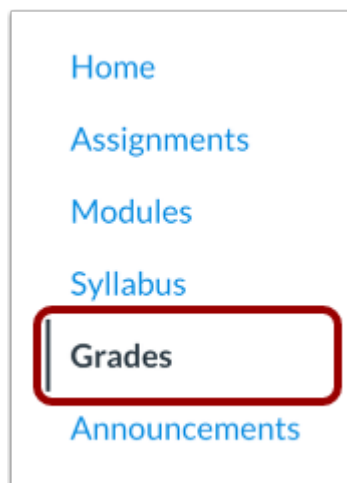 Home
Assignments
Modules
Syllabus
Grades
Announcements